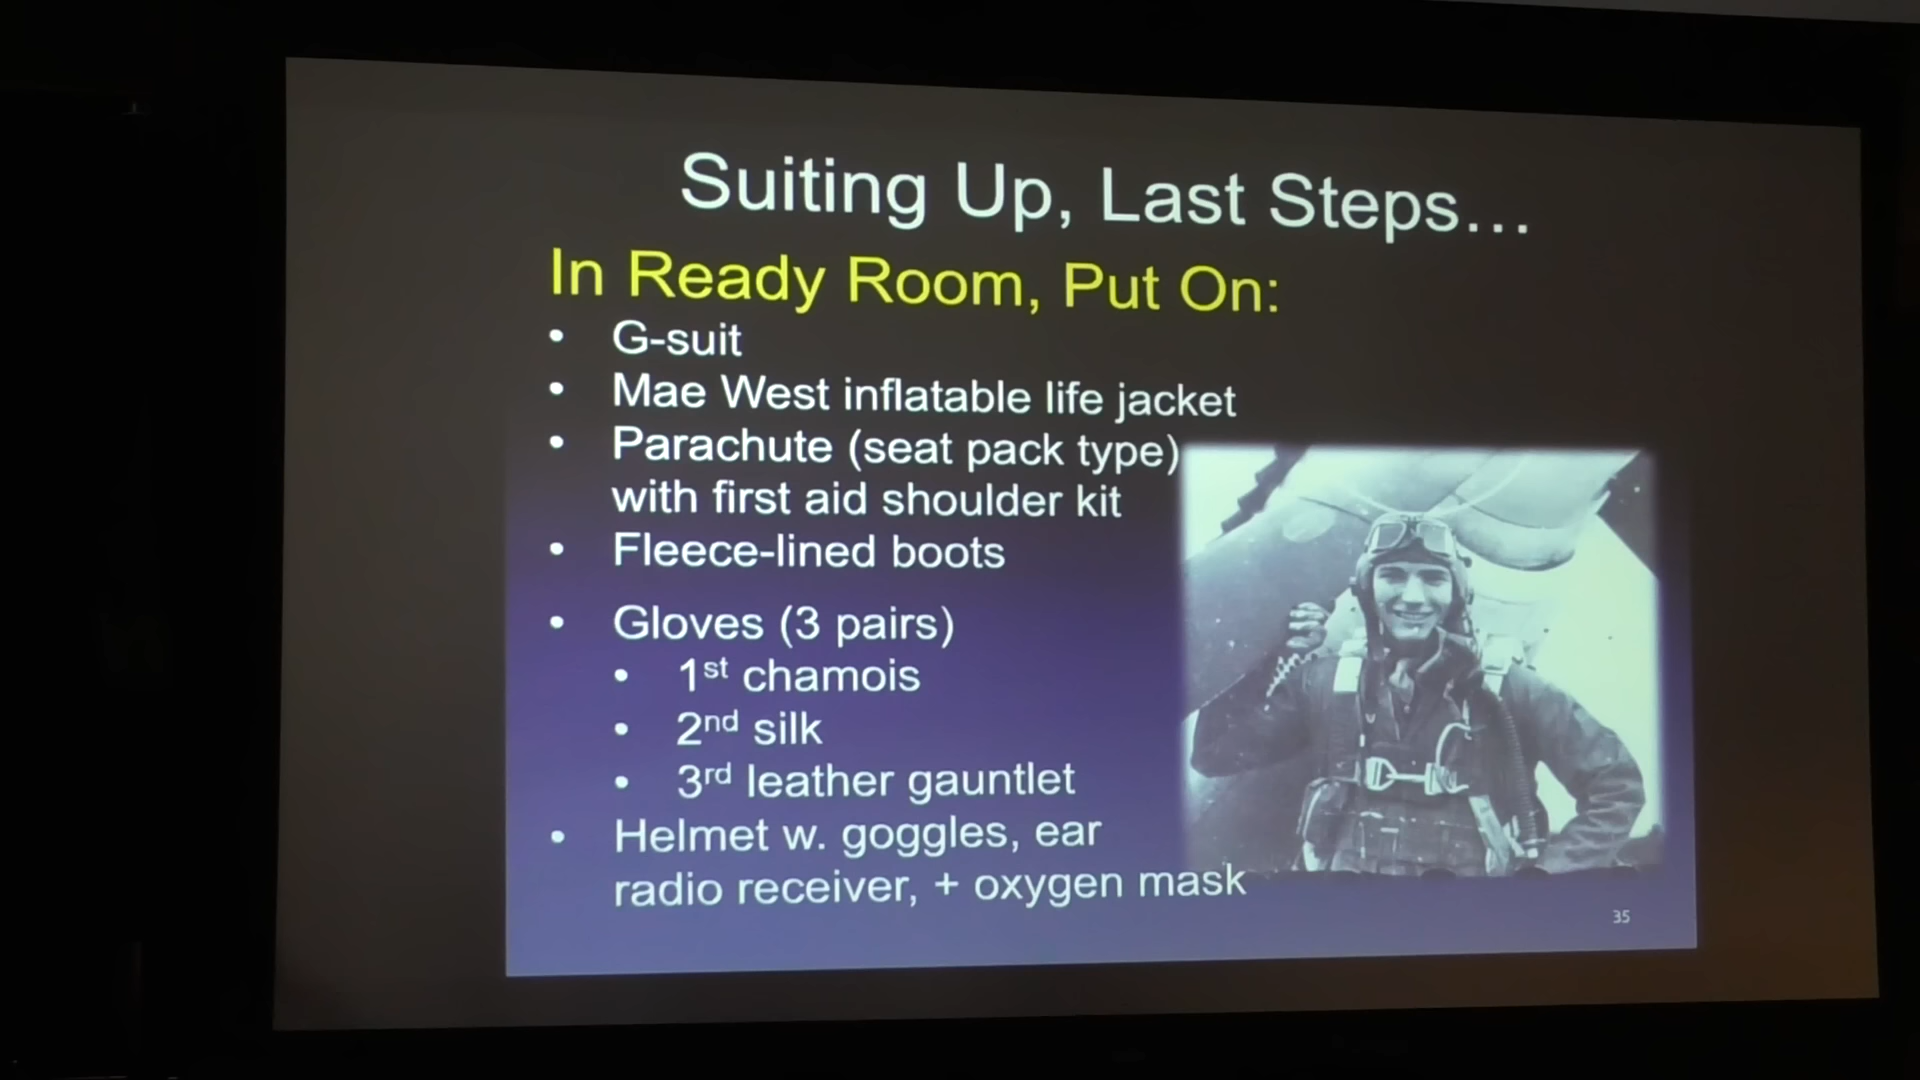 Suiting Up, Last Steps...
In Ready Room, Put On:
• G-suit
• Mae West inflatable life jacket
• Parachute (seat pack type)
with first aid shoulder kit
• Fleece-lined boots
• Gloves (3 pairs)
• 1st chamois
• 2nd silk
• 3rd leather gauntlet
• Helmet w. goggles, ear
radio receiver, + oxygen mask
35